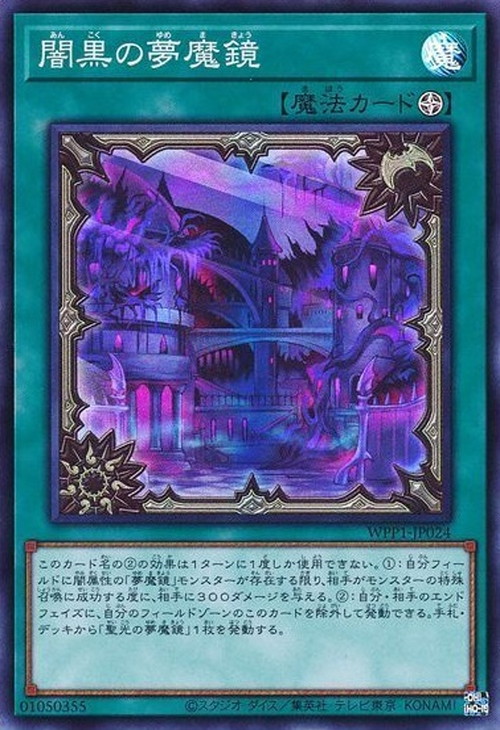 闇黒の夢魔鏡
魔
【魔法カード】
WPP1-JP024
このカード名の②の効果は1ターンに1度しか使用できない。①：自分フィー
ルドに闇属性の「夢魔鏡」モンスターが存在する限り、相手がモンスターの特殊
召喚に成功する度に、相手に300ダメージを与える。②：自分・相手のエンド
フェイズに、自分のフィールドゾーンのこのカードを除外して発動できる。手札・
デッキから「聖光の夢魔鏡」1枚を発動する。
01050355
©スタジオ・ダイス／集英社・テレビ東京・KONAMI